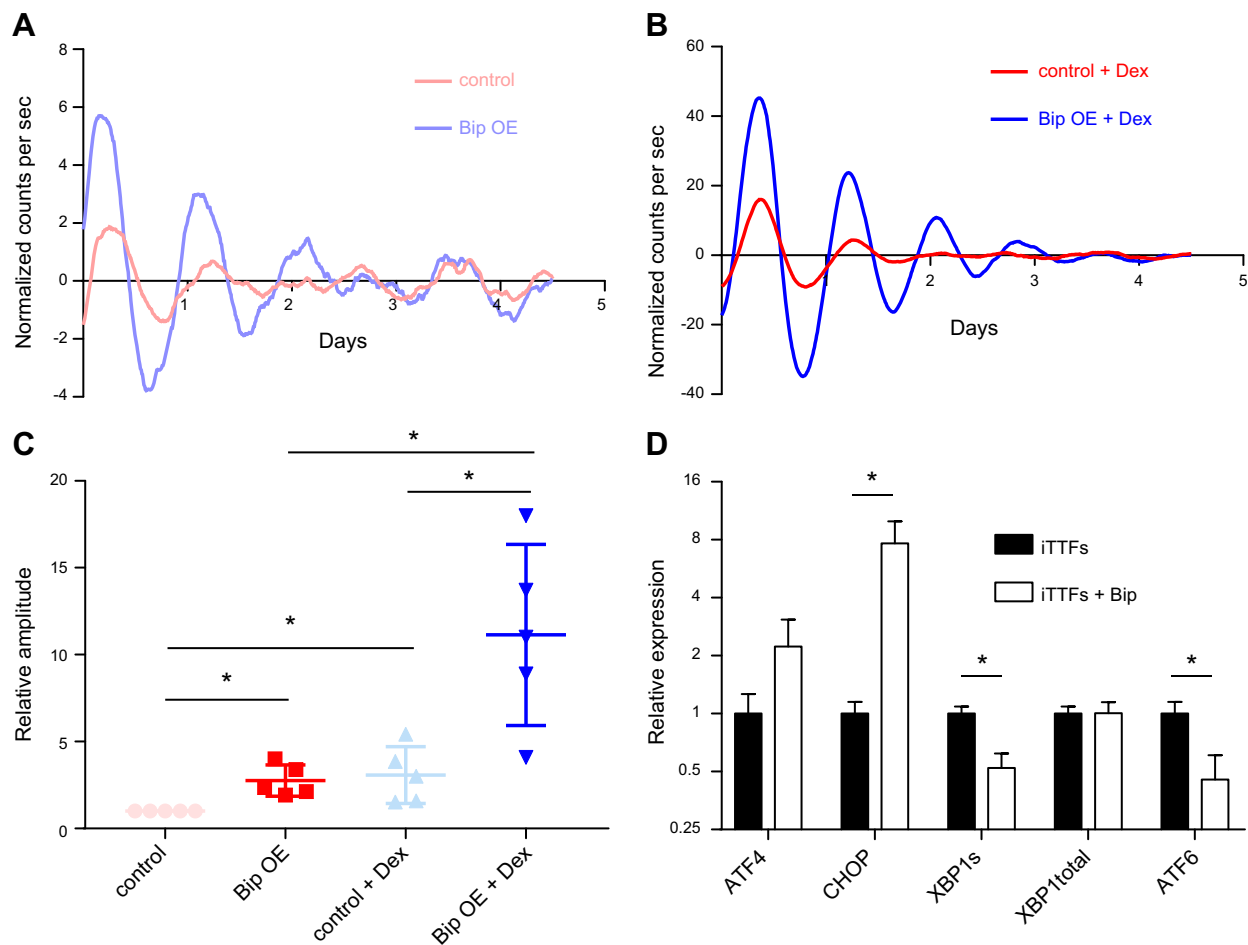 A
8
6
4
2
0
-2
-4
Normalized counts per sec
control
Bip OE
1
2
3
4
5
Days
B
60
40
20
0
-20
-40
Normalized counts per sec
control + Dex
Bip OE + Dex
1
2
3
4
5
Days
C
20
15
10
5
0
Relative amplitude
*
*
*
*
control
Bip OE
control + Dex
Bip OE + Dex
D
16
8
4
2
1
0.5
0.25
Relative expression
*
*
*
iTTFs
iTTFs + Bip
ATF4
CHOP
XBP1s
XBP1total
ATF6